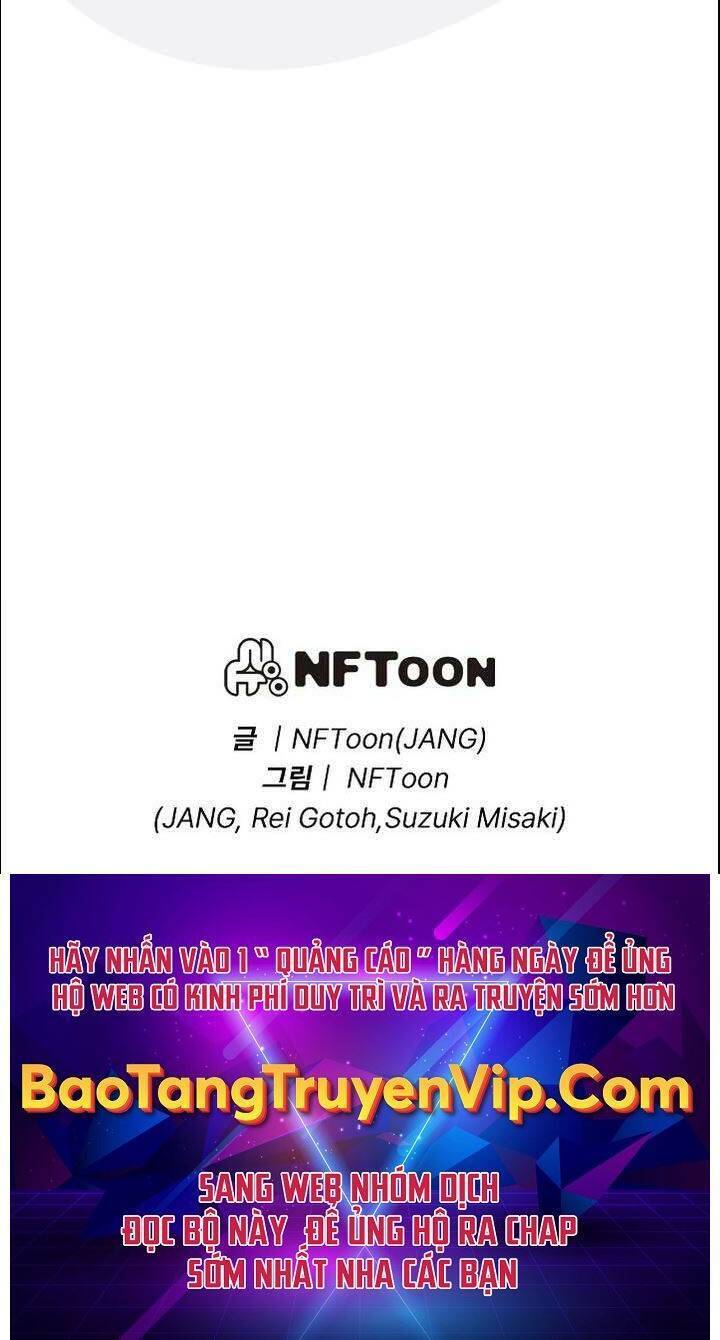 NFTOON
글 | NFToon(JANG)
그림 | NFToon
(JANG, Rei Gotoh,Suzuki Misaki)
HÃY NHẤN VÀO 1 “ QUẢNG CÁO ” HÀNG NGÀY ĐỂ ỦNG
HỘ WEB CÓ KINH PHÍ DUY TRÌ VÀ RA TRUYỆN SỚM HƠN
BaoTangTruyenVip.Com
SANG WEB NHÓM DỊCH
ĐỌC BỘ NÀY ĐỂ ỦNG HỘ RA CHAP
SỚM NHẤT NHA CÁC BẠN